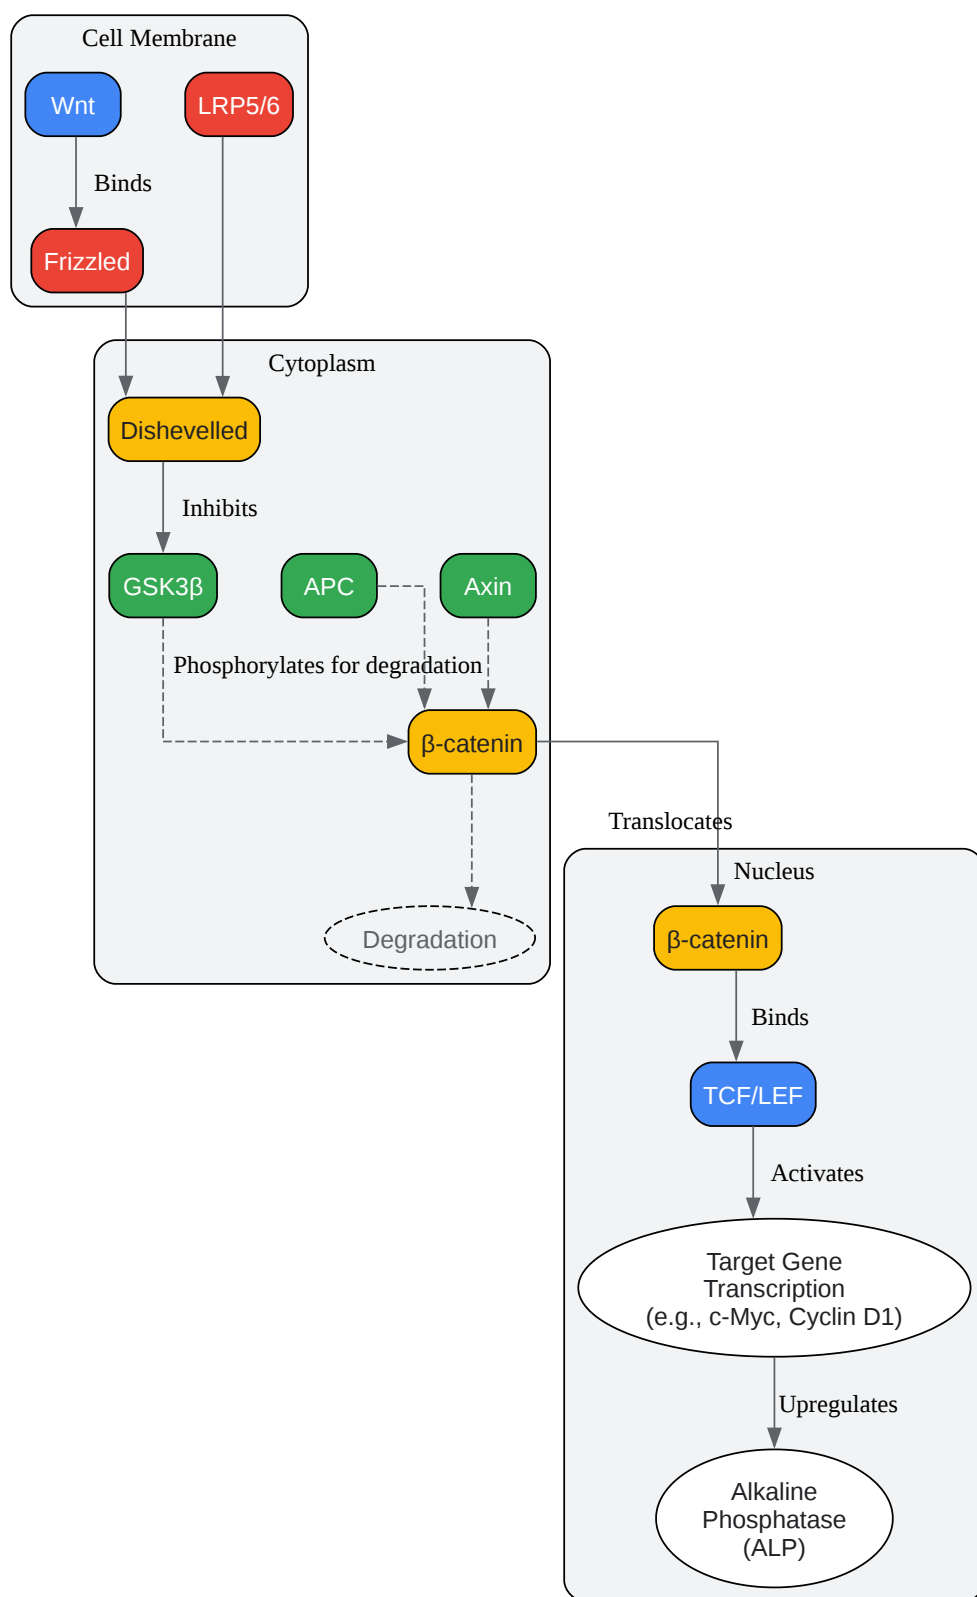 Cell Membrane
Wnt
LRP5/6
Binds
Frizzled
Cytoplasm
Dishevelled
Inhibits
GSK3β
APC
Axin
Phosphorylates for degradation
β-catenin
Translocates
Degradation
Nucleus
β-catenin
Binds
TCF/LEF
Activates
Target Gene
Transcription
(e.g., c-Myc, Cyclin D1)
Upregulates
Alkaline
Phosphatase
(ALP)